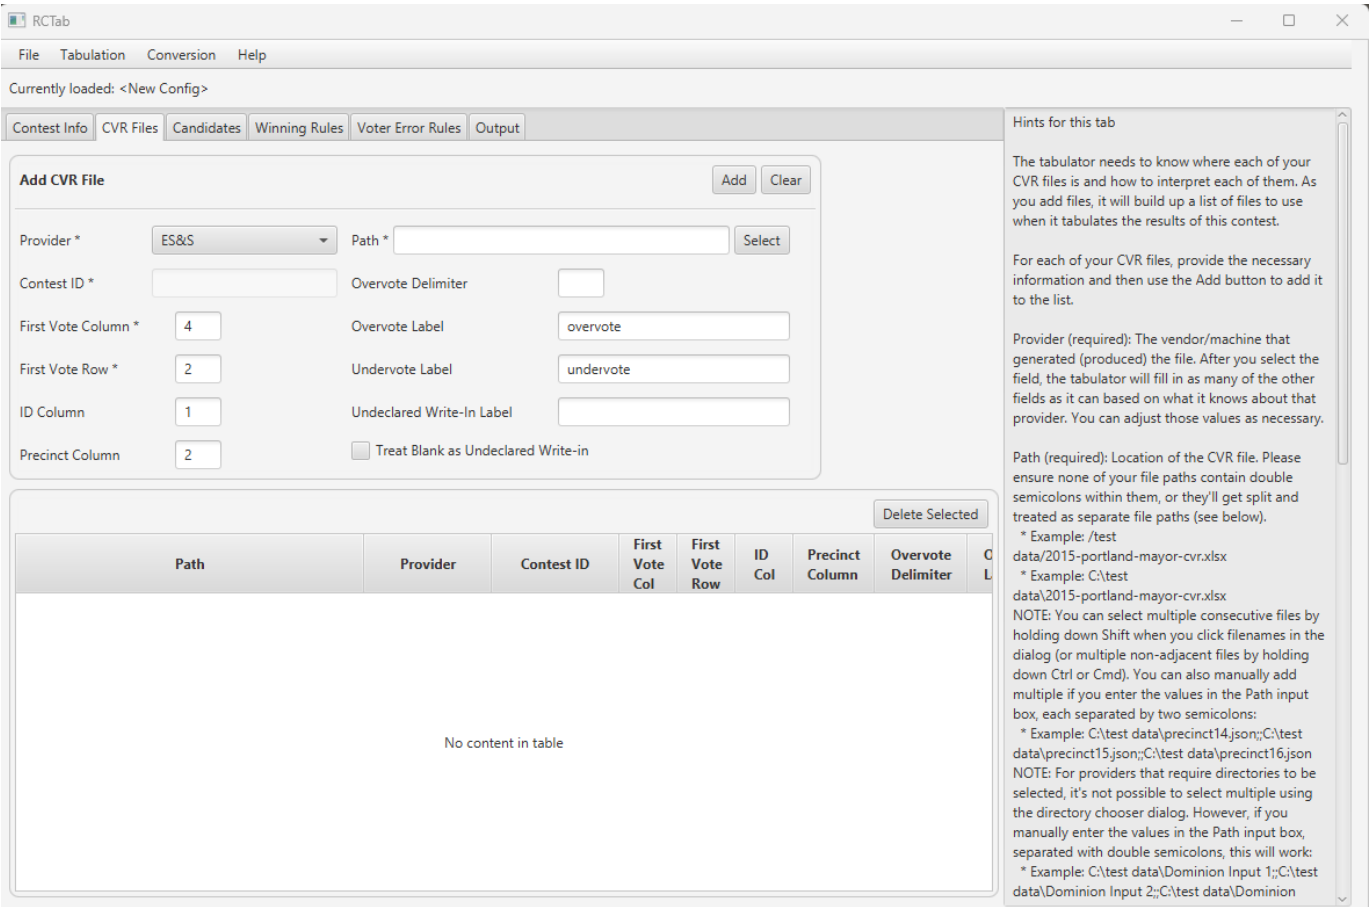 RCTab
File Tabulation Conversion Help
Currently loaded: <New Config>
Contest Info CVR Files Candidates Winning Rules Voter Error Rules Output
Add CVR File
Add Clear
Provider * ES&S Path * Select
Contest ID * Overvote Delimiter
First Vote Column * 4 Overvote Label overvote
First Vote Row * 2 Undervote Label undervote
ID Column 1 Undeclared Write-In Label
Precinct Column 2 Treat Blank as Undeclared Write-in
Delete Selected
Path Provider Contest ID First Vote Col First Vote Row ID Col Precinct Column Overvote Delimiter
No content in table
Hints for this tab
The tabulator needs to know where each of your
CVR files is and how to interpret each of them. As
you add files, it will build up a list of files to use
when it tabulates the results of this contest.
For each of your CVR files, provide the necessary
information and then use the Add button to add it
to the list.
Provider (required): The vendor/machine that
generated (produced) the file. After you select the
field, the tabulator will fill in as many of the other
fields as it can based on what it knows about that
provider. You can adjust those values as necessary.
Path (required): Location of the CVR file. Please
ensure none of your file paths contain double
semicolons within them, or they'll get split and
treated as separate file paths (see below).
* Example: /test
data/2015-portland-mayor-cvr.xlsx
* Example: C:\test
data\2015-portland-mayor-cvr.xlsx
NOTE: You can select multiple consecutive files by
holding down Shift when you click filenames in the
dialog (or multiple non-adjacent files by holding
down Ctrl or Cmd). You can also manually add
multiple if you enter the values in the Path input
box, each separated by two semicolons:
* Example: C:\test data\precinct14.json;;C:\test
data\precinct15.json;;C:\test data\precinct16.json
NOTE: For providers that require directories to be
selected, it's not possible to select multiple using
the directory chooser dialog. However, if you
manually enter the values in the Path input box,
separated with double semicolons, this will work:
* Example: C:\test data\Dominion Input 1;;C:\test
data\Dominion Input 2;;C:\test data\Dominion